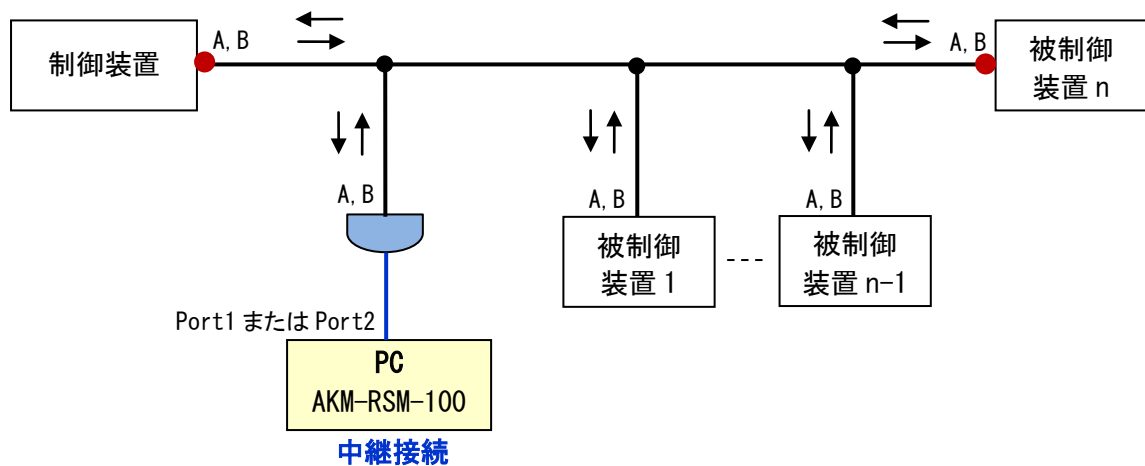 制御装置
A, B
A, B
被制御
装置 n
A, B
A, B
A, B
被制御
装置 1
被制御
装置 n-1
Port1 または Port2
PC
AKM-RSM-100
中継接続